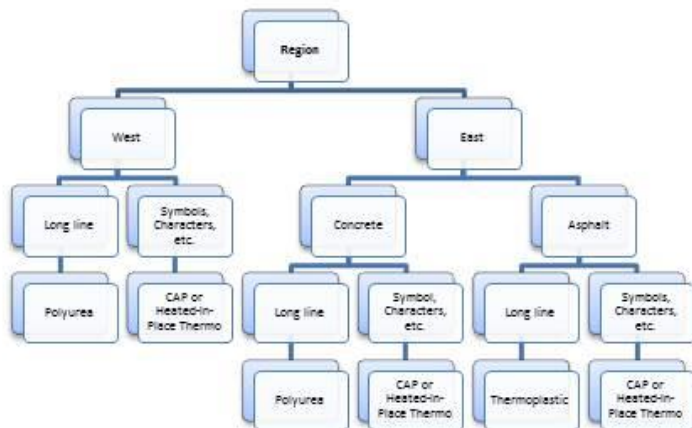 Region
West
East
Long line
Symbols,
Characters,
etc.
Concrete
Asphalt
Polyurea
CAP or
Heated-In-
Place Thermo
Long line
Symbol,
Characters,
etc.
Long line
Symbols,
Characters,
etc.
Polyurea
CAP or
Heated-In-
Place Thermo
Thermoplastic
CAP or
Heated-In-
Place Thermo